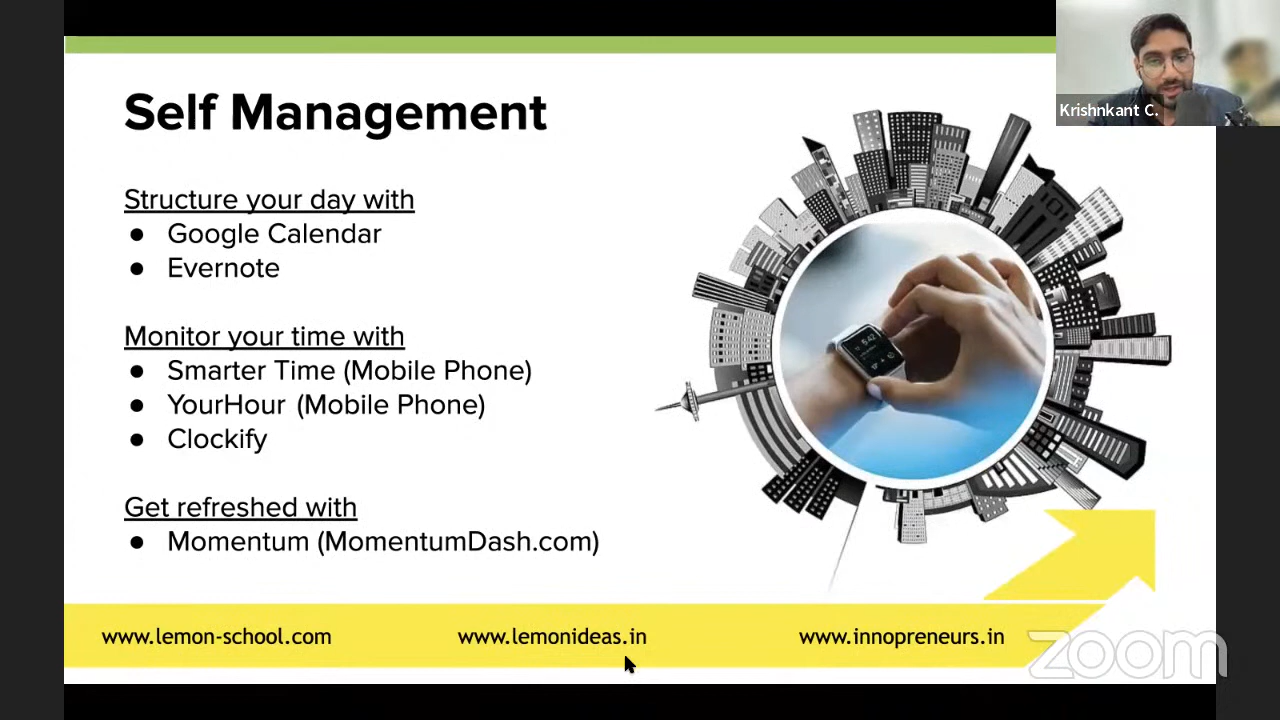 Self Management
Structure your day with
● Google Calendar
● Evernote
Monitor your time with
● Smarter Time (Mobile Phone)
● YourHour (Mobile Phone)
● Clockify
Get refreshed with
● Momentum (MomentumDash.com)
www.lemon-school.com
www.lemonideas.in
www.innopreneurs.in
Krishnkant C.
zoom